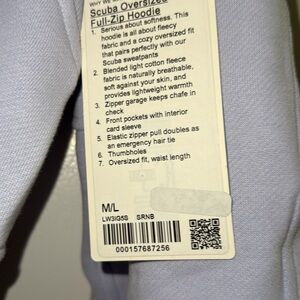 WHY WE
Scuba Oversized
Full-Zip Hoodie
1. Serious about softness. This
hoodie is all about fleecy
fabric and a cozy oversized fit
that pairs perfectly with our
Scuba sweatpants
2. Blended light cotton fleece
fabric is naturally breathable,
soft against your skin, and
provides lightweight warmth
3. Zipper garage keeps chafe in
check
4. Front pockets with interior
card sleeve
5. Elastic zipper pull doubles as
an emergency hair tie
6. Thumbholes
7. Oversized fit, waist length
M/L
LW3IQ5S SRNB
000157687256